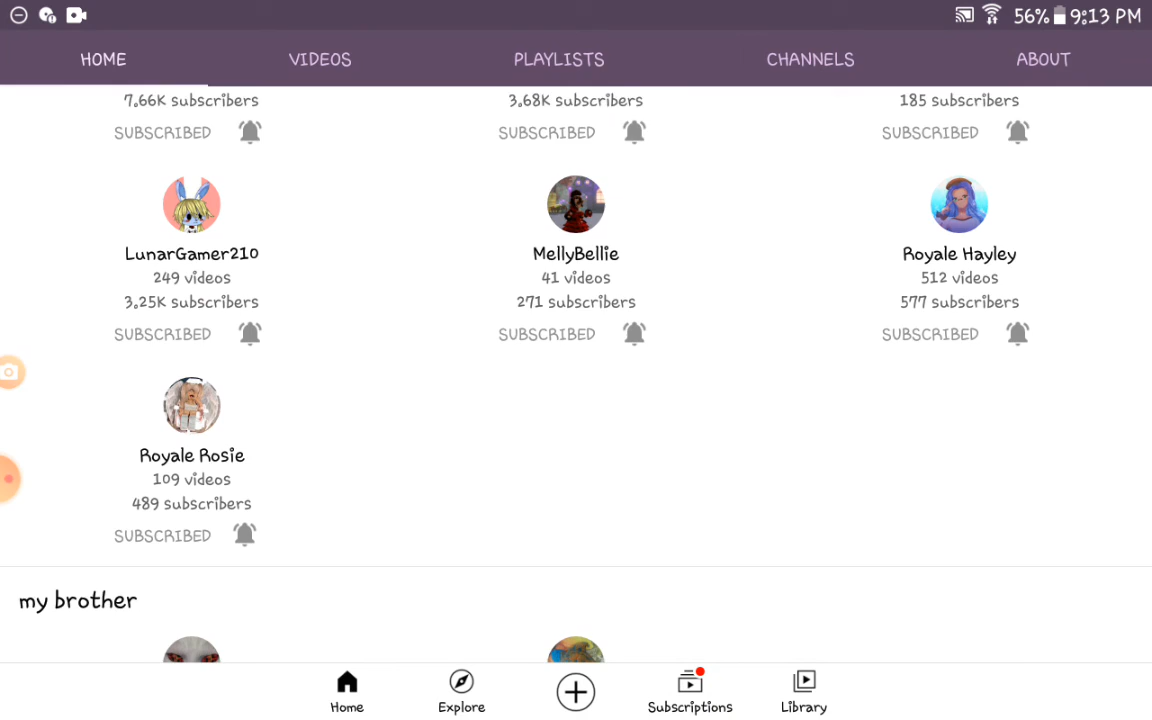 56% 9:13 PM
HOME VIDEOS PLAYLISTS CHANNELS ABOUT
7.66K subscribers 3.68K subscribers 185 subscribers
SUBSCRIBED SUBSCRIBED SUBSCRIBED
LunarGamer210 MellyBellie Royale Hayley
249 videos 41 videos 512 videos
3.25K subscribers 271 subscribers 577 subscribers
SUBSCRIBED SUBSCRIBED SUBSCRIBED
Royale Rosie
109 videos
489 subscribers
SUBSCRIBED
my brother
Home Explore Subscriptions Library